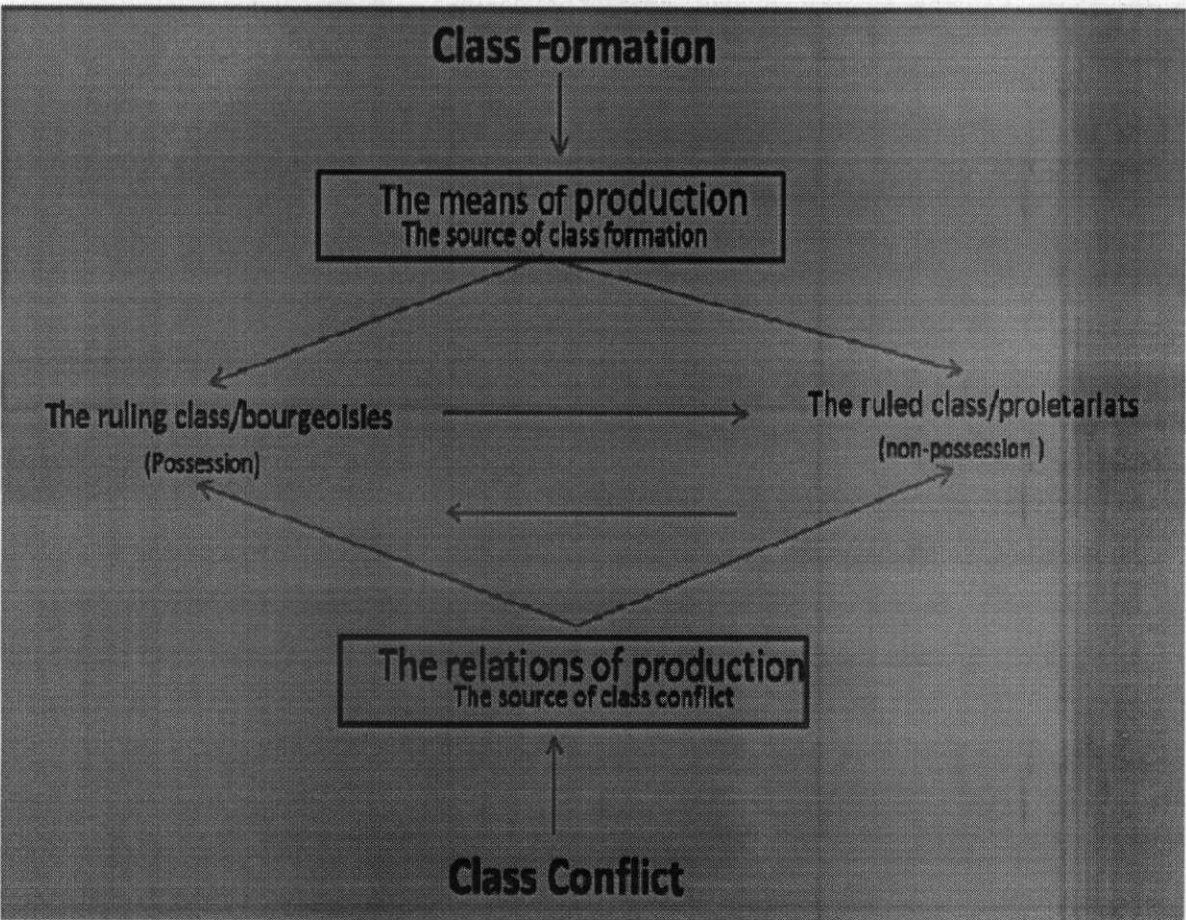 Class Formation
The means of production
The source of class formation
The ruling class/bourgeoisies
(Possession)
The ruled class/proletariats
(non-possession )
The relations of production
The source of class conflict
Class Conflict